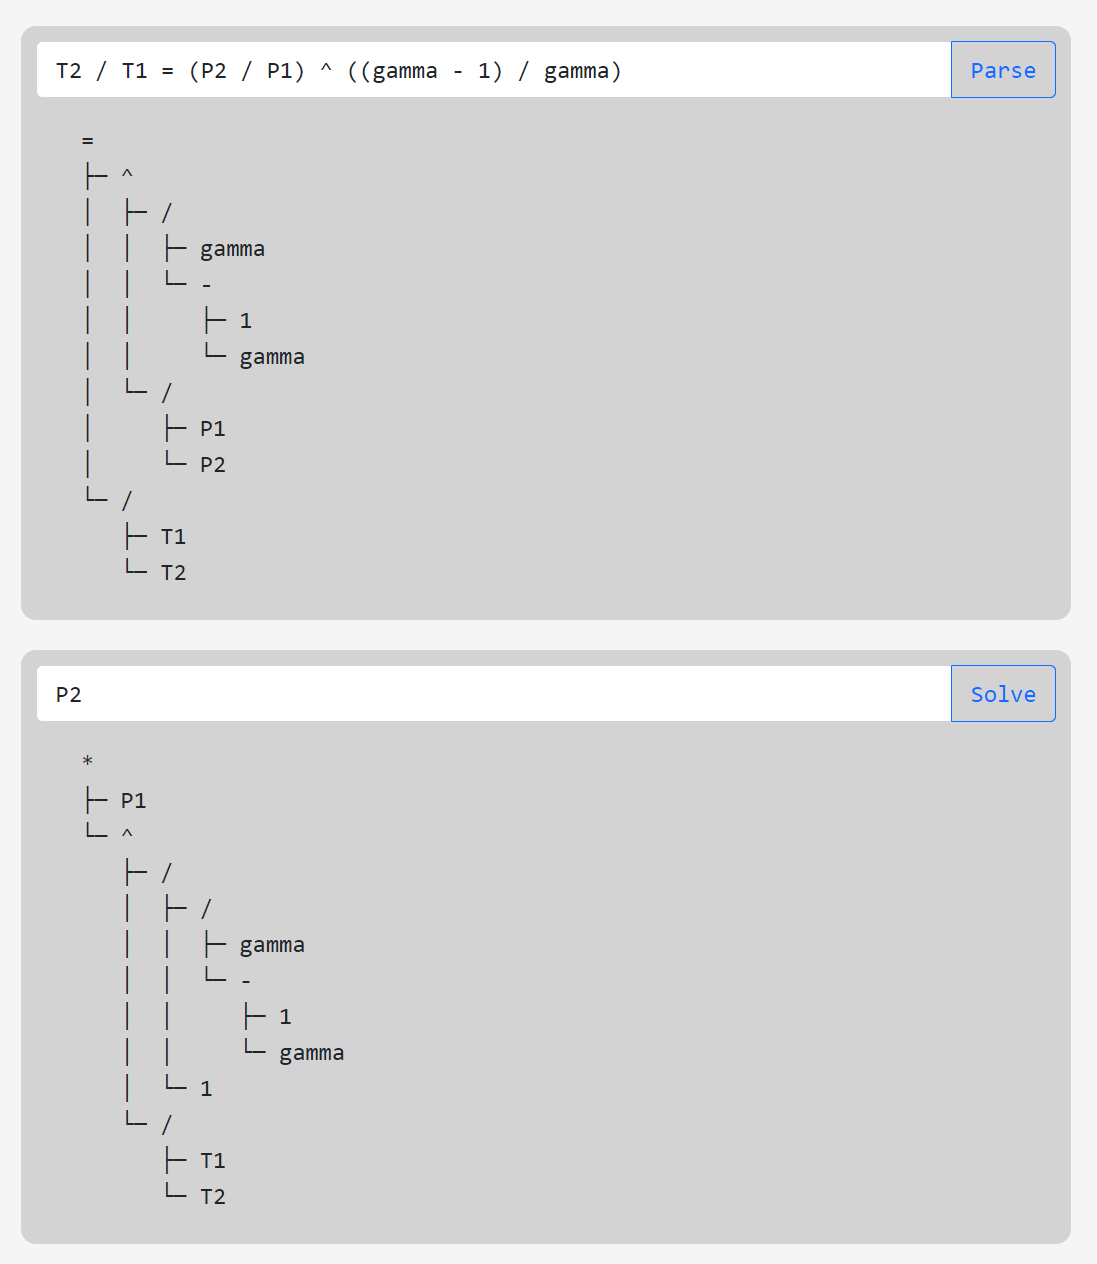 T2 / T1 = (P2 / P1) ^ ((gamma - 1) / gamma)
Parse
=
├─ ^
│  ├─ /
│  │  ├─ gamma
│  │  └─ -
│  │     ├─ 1
│  │     └─ gamma
│  └─ /
│     ├─ P1
│     └─ P2
└─ /
   ├─ T1
   └─ T2
P2
Solve
*
├─ P1
└─ ^
   ├─ /
   │  ├─ /
   │  │  ├─ gamma
   │  │  └─ -
   │  │     ├─ 1
   │  │     └─ gamma
   │  └─ 1
   └─ /
      ├─ T1
      └─ T2